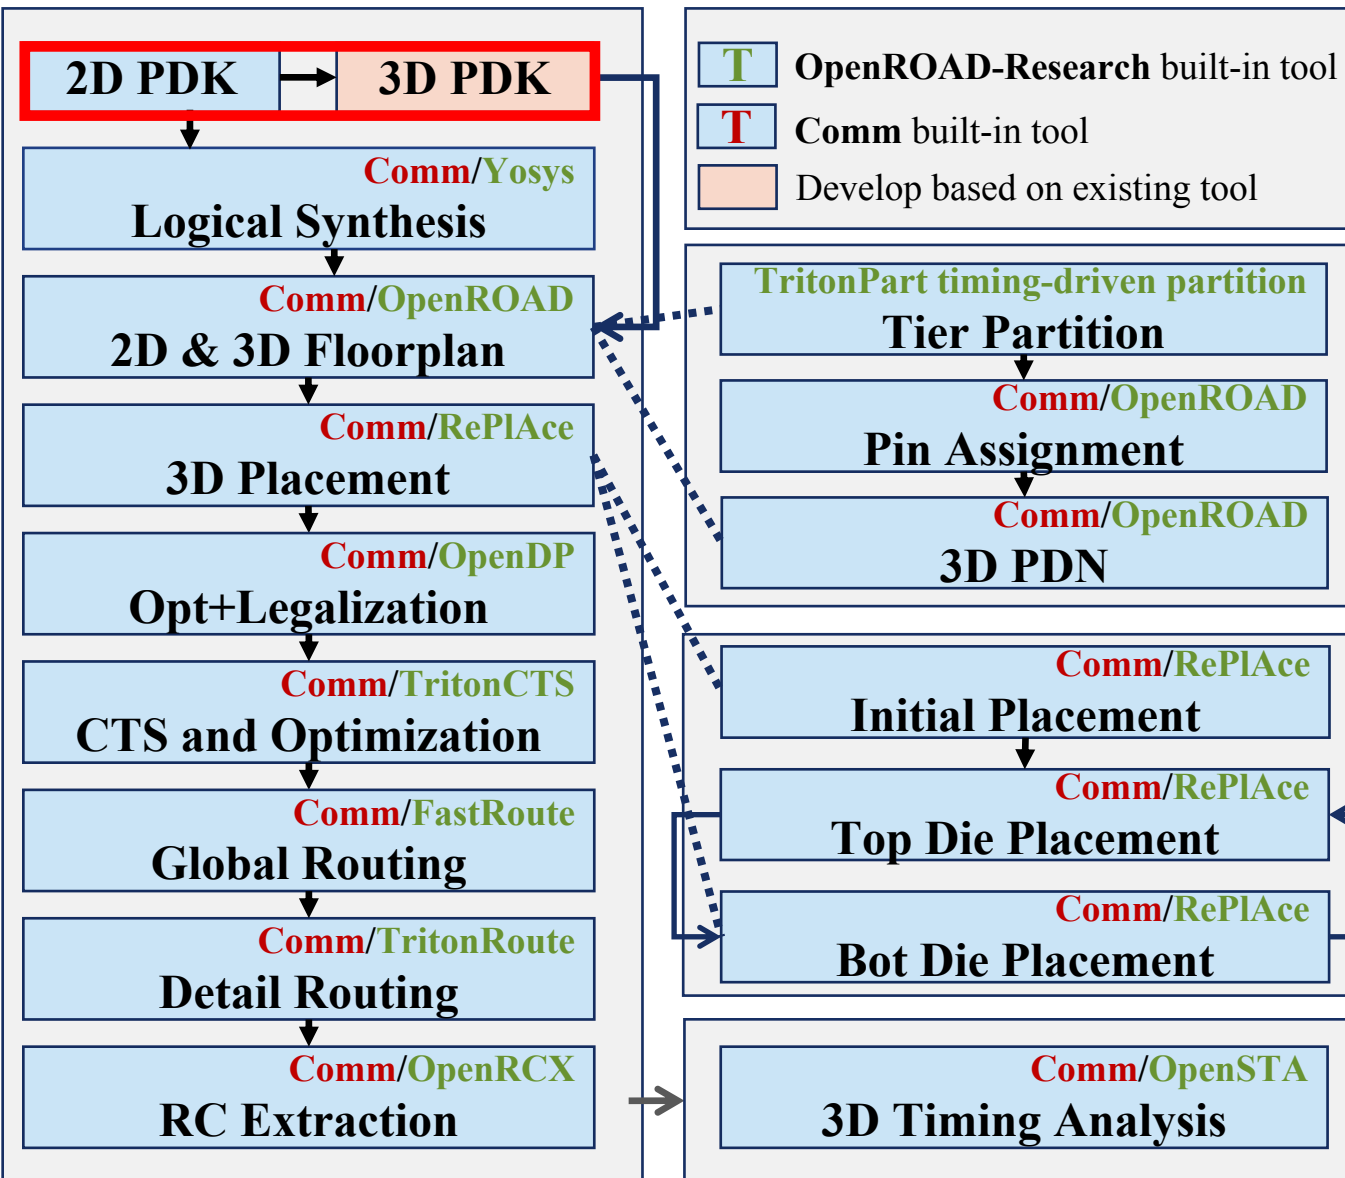 2D PDK
3D PDK
Comm/Yosys
Logical Synthesis
Comm/OpenROAD
2D & 3D Floorplan
Comm/RePlAce
3D Placement
Comm/OpenDP
Opt+Legalization
Comm/TritonCTS
CTS and Optimization
Comm/FastRoute
Global Routing
Comm/TritonRoute
Detail Routing
Comm/OpenRCX
RC Extraction
T OpenROAD-Research built-in tool
T Comm built-in tool
Develop based on existing tool
TritonPart timing-driven partition
Tier Partition
Comm/OpenROAD
Pin Assignment
Comm/OpenROAD
3D PDN
Comm/RePlAce
Initial Placement
Comm/RePlAce
Top Die Placement
Comm/RePlAce
Bot Die Placement
Comm/OpenSTA
3D Timing Analysis